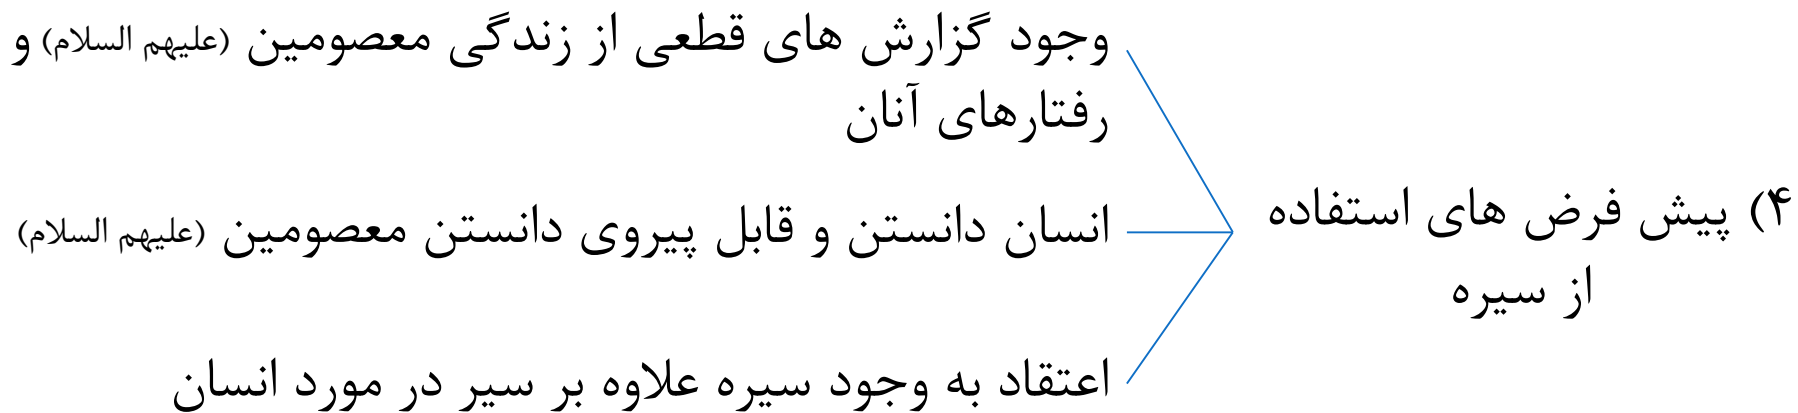 ۴) پیش فرض های استفاده
از سیره
وجود گزارش های قطعی از زندگی معصومین (علیهم السلام) و
رفتارهای آنان
انسان دانستن و قابل پیروی دانستن معصومین (علیهم السلام)
اعتقاد به وجود سیره علاوه بر سیر در مورد انسان